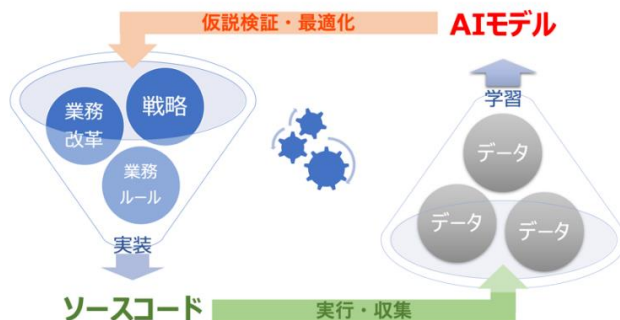 仮説検証・最適化
AIモデル
業務
改革
戦略
業務
ルール
実装
学習
データ
データ
データ
ソースコード
実行・収集